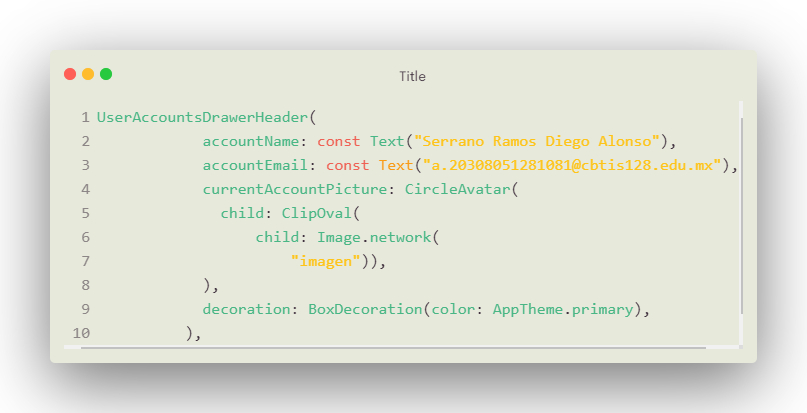 Title
1 UserAccountsDrawerHeader(
2 accountName: const Text("Serrano Ramos Diego Alonso"),
3 accountEmail: const Text("a.20308051281081@cbtis128.edu.mx"),
4 currentAccountPicture: CircleAvatar(
5 child: ClipOval(
6 child: Image.network(
7 "imagen")),
8 ),
9 decoration: BoxDecoration(color: AppTheme.primary),
10 ),